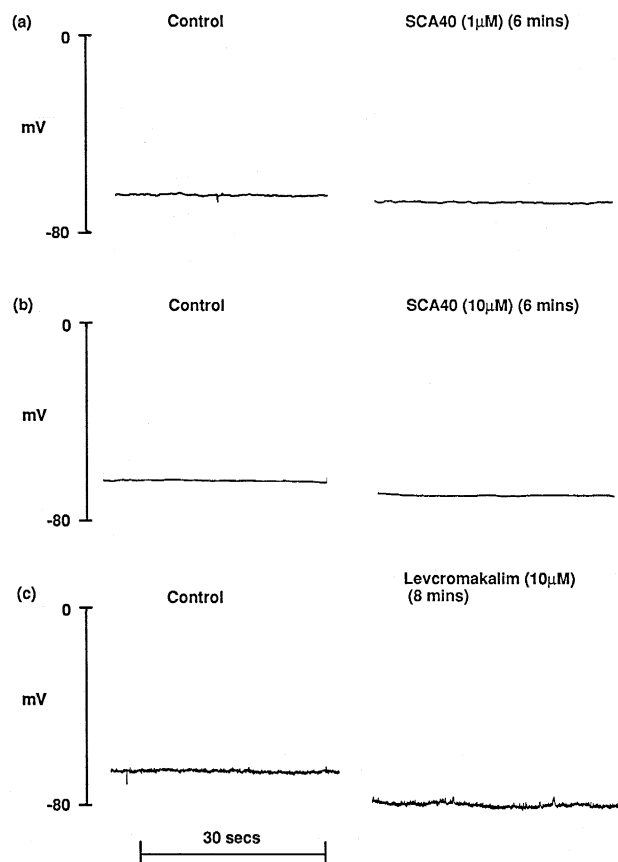 (a) Control SCA40 (1μM) (6 mins)
0
mV
-80
(b) Control SCA40 (10μM) (6 mins)
0
mV
-80
(c) Control Levcromakalim (10μM)
(8 mins)
0
mV
-80
30 secs